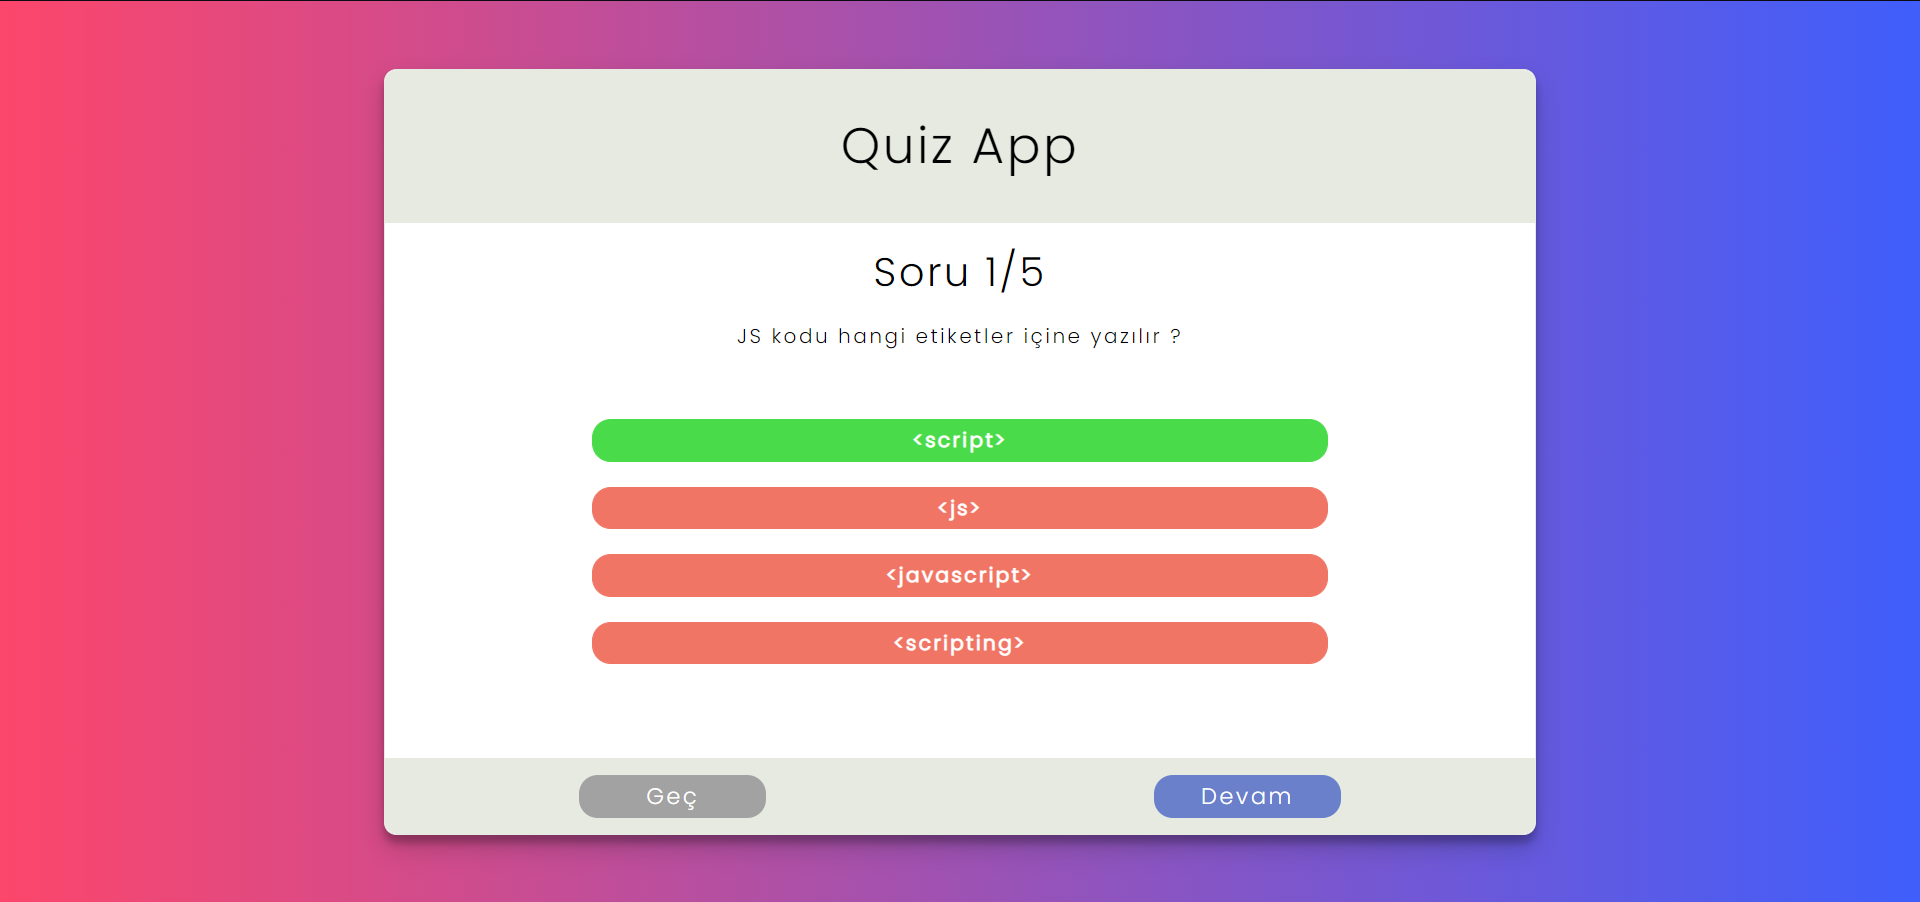 Quiz App
Soru 1/5
JS kodu hangi etiketler içine yazılır ?
<script>
<js>
<javascript>
<scripting>
Geç
Devam